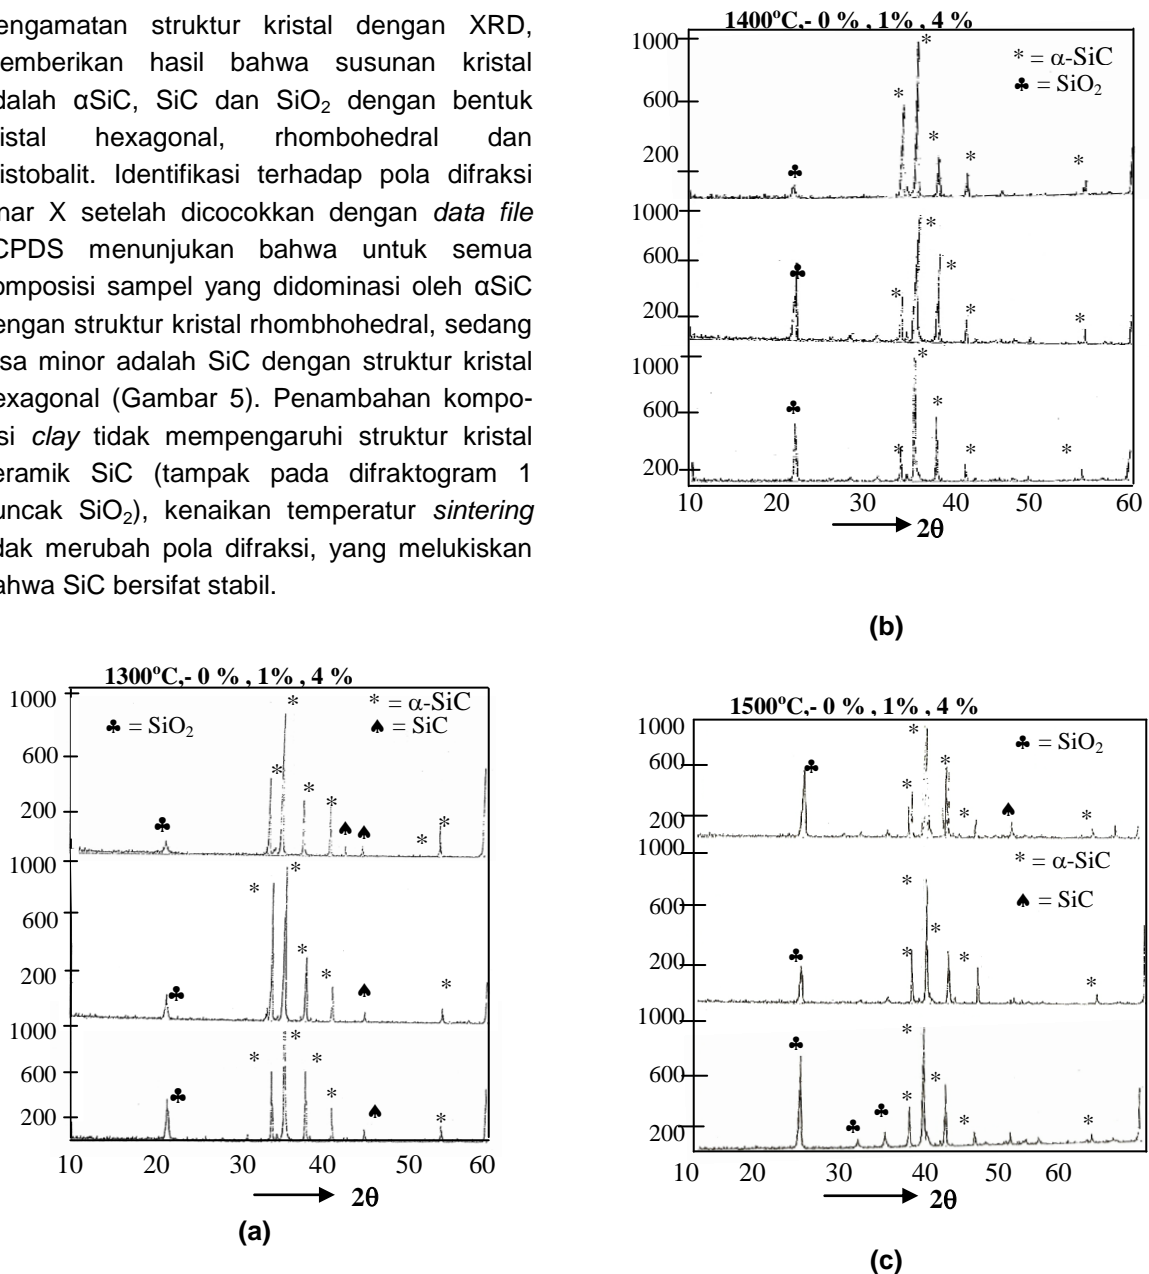 engamatan struktur kristal dengan XRD,
emberikan hasil bahwa susunan kristal
dalah αSiC, SiC dan SiO₂ dengan bentuk
istal hexagonal, rhombohedral dan
istobalit. Identifikasi terhadap pola difraksi
nar X setelah dicocokkan dengan data file
CPDS menunjukan bahwa untuk semua
omposisi sampel yang didominasi oleh αSiC
engan struktur kristal rhombhohedral, sedang
sa minor adalah SiC dengan struktur kristal
exagonal (Gambar 5). Penambahan kompo-
si clay tidak mempengaruhi struktur kristal
eramik SiC (tampak pada difraktogram 1
uncak SiO₂), kenaikan temperatur sintering
dak merubah pola difraksi, yang melukiskan
ahwa SiC bersifat stabil.
1300°C,- 0 % , 1% , 4 %
* = α-SiC
♣ = SiO₂ ♠ = SiC
1000
600
200
1000
600
200
1000
600
200
10 20 30 40 50 60
2θ
(a)
1400°C,- 0 % , 1% , 4 %
* = α-SiC
♣ = SiO₂
1000
600
200
1000
600
200
1000
600
200
10 20 30 40 50 60
2θ
(b)
1500°C,- 0 % , 1% , 4 %
♣ = SiO₂
* = α-SiC
♠ = SiC
1000
600
200
1000
600
200
1000
600
200
10 20 30 40 50 60
2θ
(c)